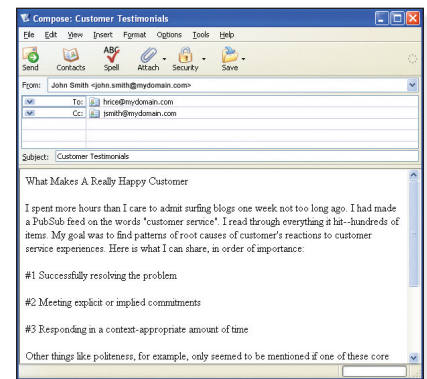 Compose: Customer Testimonials
File Edit View Insert Format Options Tools Help
Send Contacts Spell Attach Security Save
From: John Smith <john.smith@mydomain.com>
To: hrice@mydomain.com
Cc: jsmith@mydomain.com
Subject: Customer Testimonials
What Makes A Really Happy Customer
I spent more hours than I care to admit surfing blogs one week not too long ago. I had made
a PubSub feed on the words "customer service". I read through everything it hit--hundreds of
items. My goal was to find patterns of root causes of customer's reactions to customer
service experiences. Here is what I can share, in order of importance:
#1 Successfully resolving the problem
#2 Meeting explicit or implied commitments
#3 Responding in a context-appropriate amount of time
Other things like politeness, for example, only seemed to be mentioned if one of these core